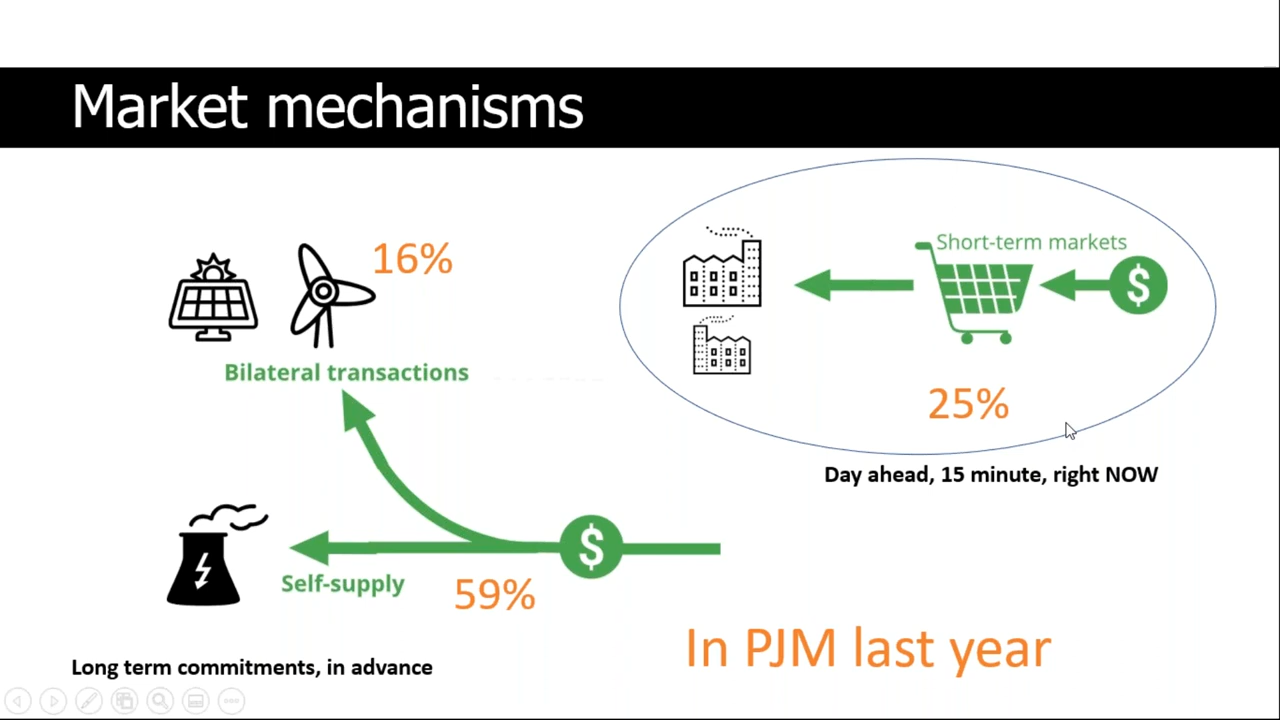 Market mechanisms
16%
Short-term markets
$
Bilateral transactions
25%
Day ahead, 15 minute, right NOW
$
Self-supply
59%
In PJM last year
Long term commitments, in advance